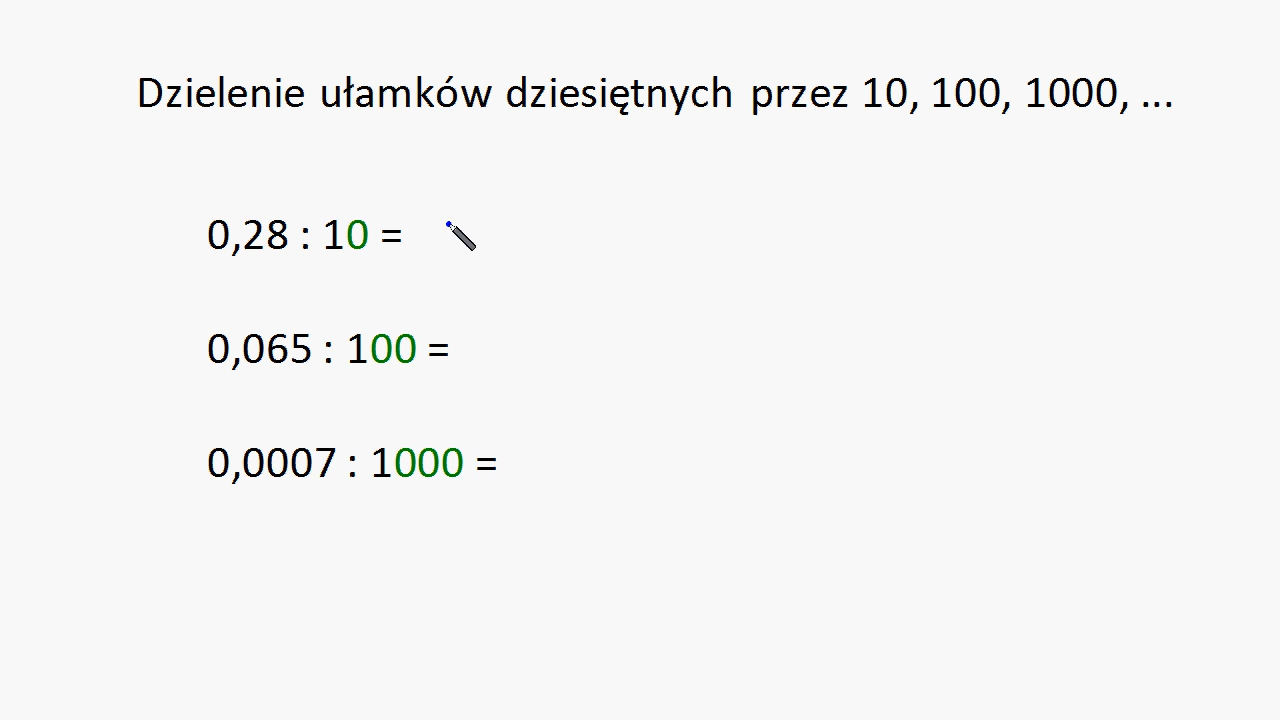 Dzielenie ułamków dziesiętnych przez 10, 100, 1000, ...
0,28 : 10 =
0,065 : 100 =
0,0007 : 1000 =